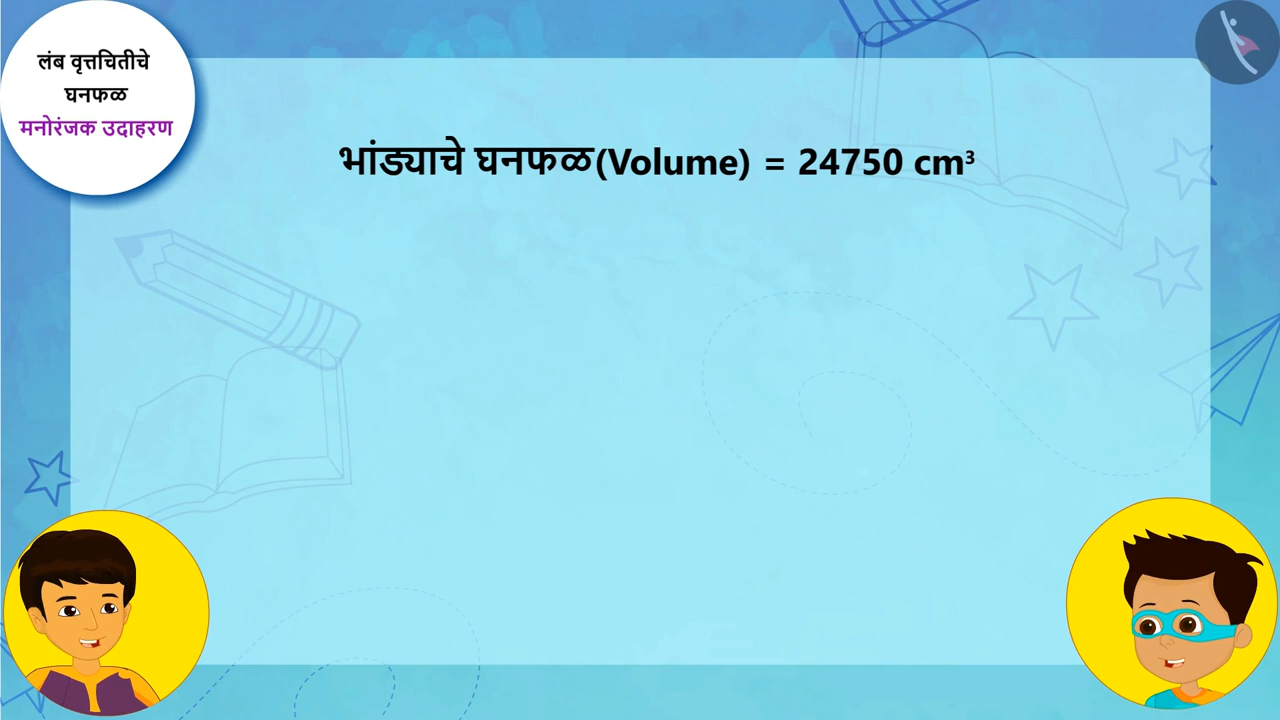 लंब वृत्तचितीचे
घनफळ
मनोरंजक उदाहरण
भांड्याचे घनफळ(Volume) = 24750 cm³